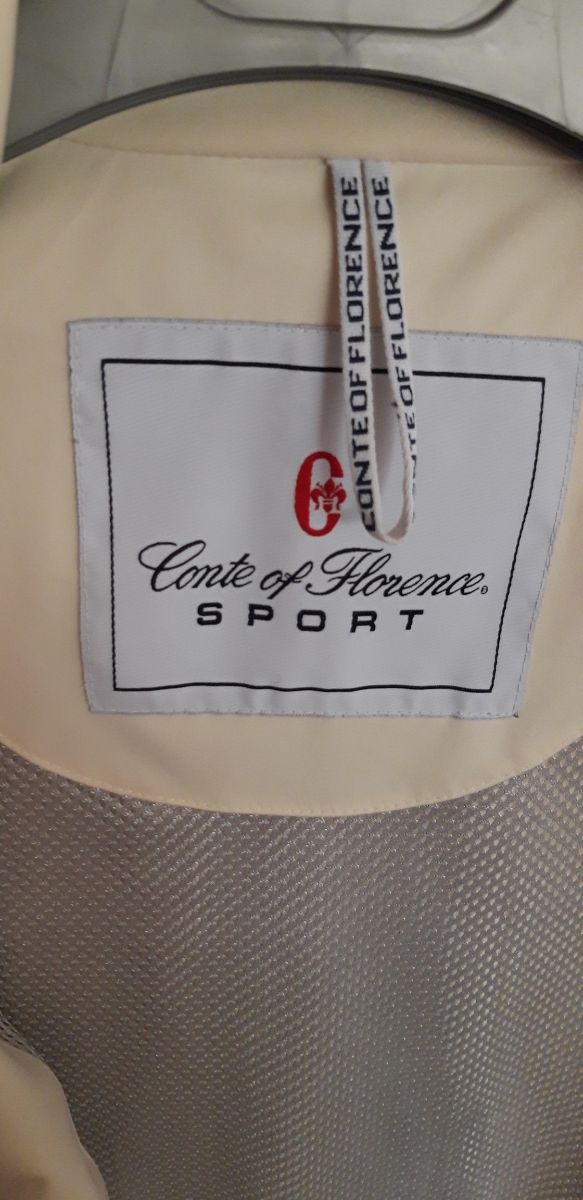 CONTE OF FLORENCE
CONTE OF FLORENCE
C
Conte of Florence®
SPORT